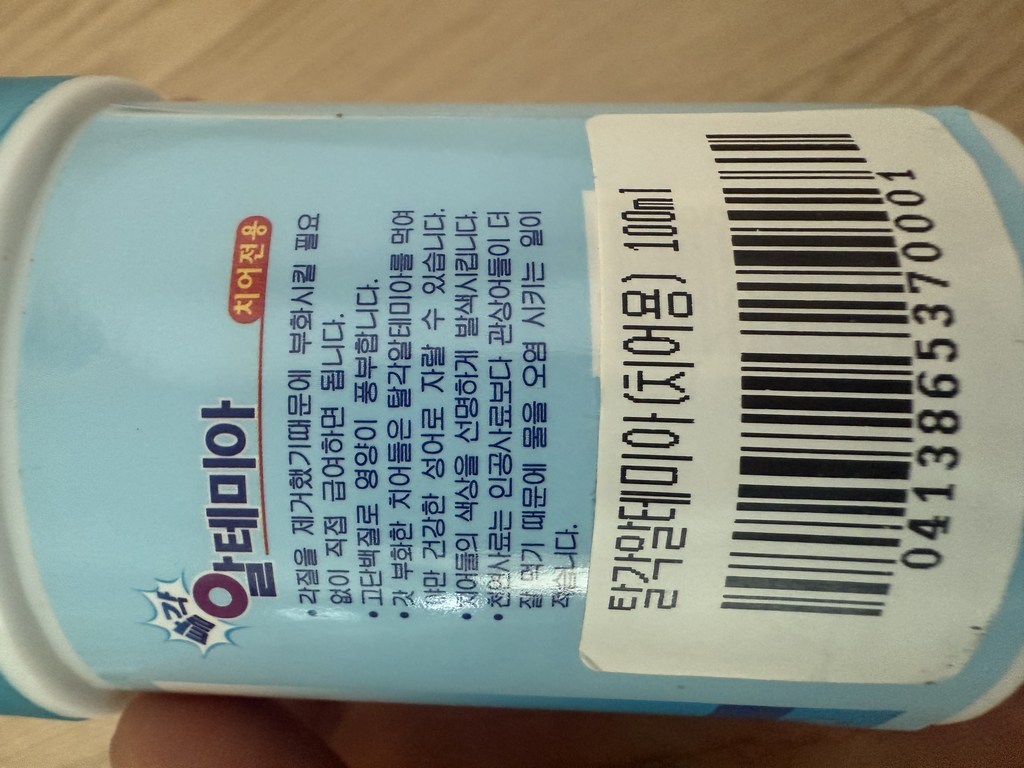 탈각
알테미아
치어전용
• 각질을 제거했기때문에 부화시킬 필요
없이 직접 급여하면 됩니다.
• 고단백질로 영양이 풍부합니다.
• 갓 부화한 치어들은 탈각알테미아를 먹여
야만 건강한 성어로 자랄 수 있습니다.
• 치어들의 색상을 선명하게 발색시킵니다.
• 천연사료는 인공사료보다 관상어들이 더
잘 먹기 때문에 물을 오염 시키는 일이
적습니다.
탈각알테미아(치어용) 100ml
0413865370001